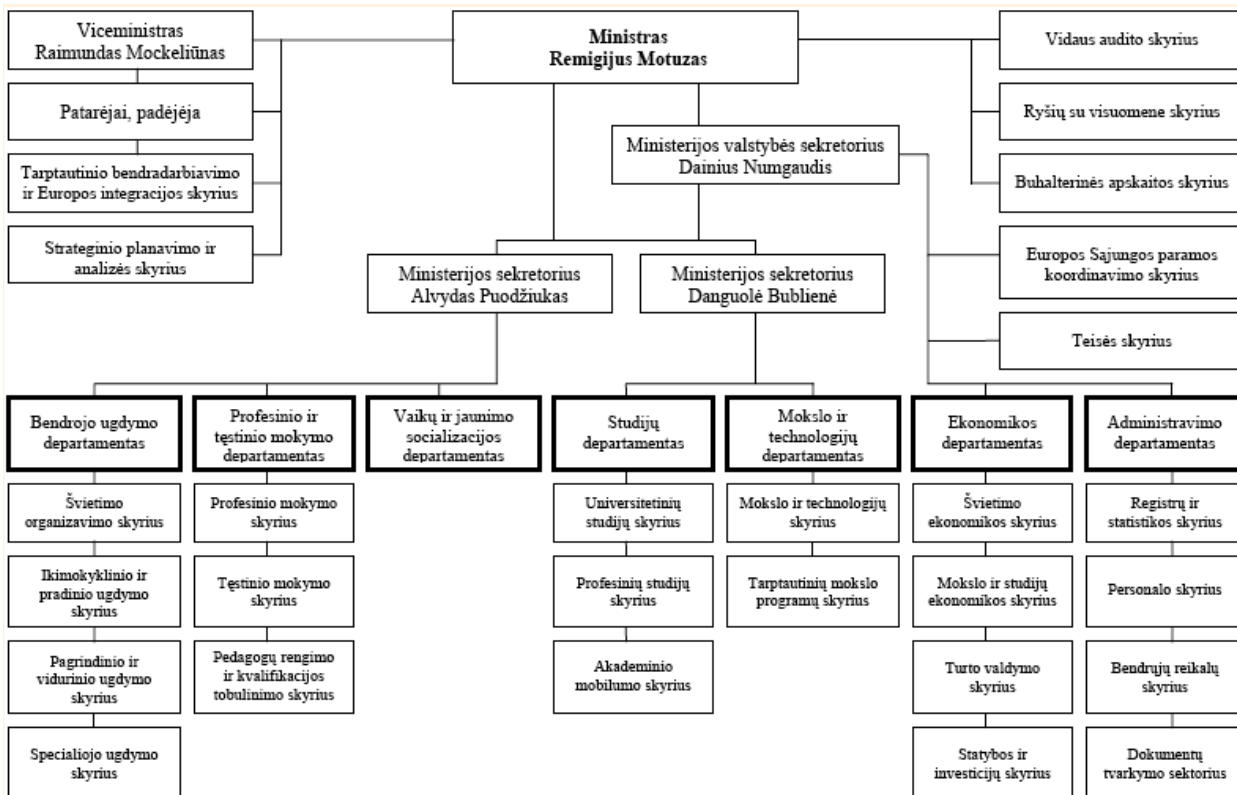 Viceministras
Raimundas Mockeliūnas
Ministras
Remigijus Motuzas
Vidaus audito skyrius
Patarėjai, padėjėja
Ryšių su visuomene skyrius
Ministerijos valstybės sekretorius
Dainius Numgaudis
Tarptautinio bendradarbiavimo
ir Europos integracijos skyrius
Buhalterinės apskaitos skyrius
Strateginio planavimo ir
analizės skyrius
Ministerijos sekretorius
Alvydas Puodžiukas
Ministerijos sekretorius
Danguolė Bublienė
Europos Sąjungos paramos
koordinavimo skyrius
Teisės skyrius
Bendrojo ugdymo
departamentas
Profesinio ir
tęstinio mokymo
departamentas
Vaikų ir jaunimo
socializacijos
departamentas
Studijų
departamentas
Mokslo ir
technologijų
departamentas
Ekonomikos
departamentas
Administravimo
departamentas
Švietimo
organizavimo skyrius
Profesinio mokymo
skyrius
Universitetinių
studijų skyrius
Mokslo ir technologijų
skyrius
Švietimo
ekonomikos skyrius
Registrų ir
statistikos skyrius
Ikimokyklinio ir
pradinio ugdymo
skyrius
Tęstinio mokymo
skyrius
Profesinių studijų
skyrius
Tarptautinių mokslo
programų skyrius
Mokslo ir studijų
ekonomikos skyrius
Personalo skyrius
Pagrindinio ir
vidurinio ugdymo
skyrius
Pedagogų rengimo
ir kvalifikacijos
tobulinimo skyrius
Akademinio
mobilumo skyrius
Turto valdymo
skyrius
Bendrųjų reikalų
skyrius
Specialiojo ugdymo
skyrius
Statybos ir
investicijų skyrius
Dokumentų
tvarkymo sektorius